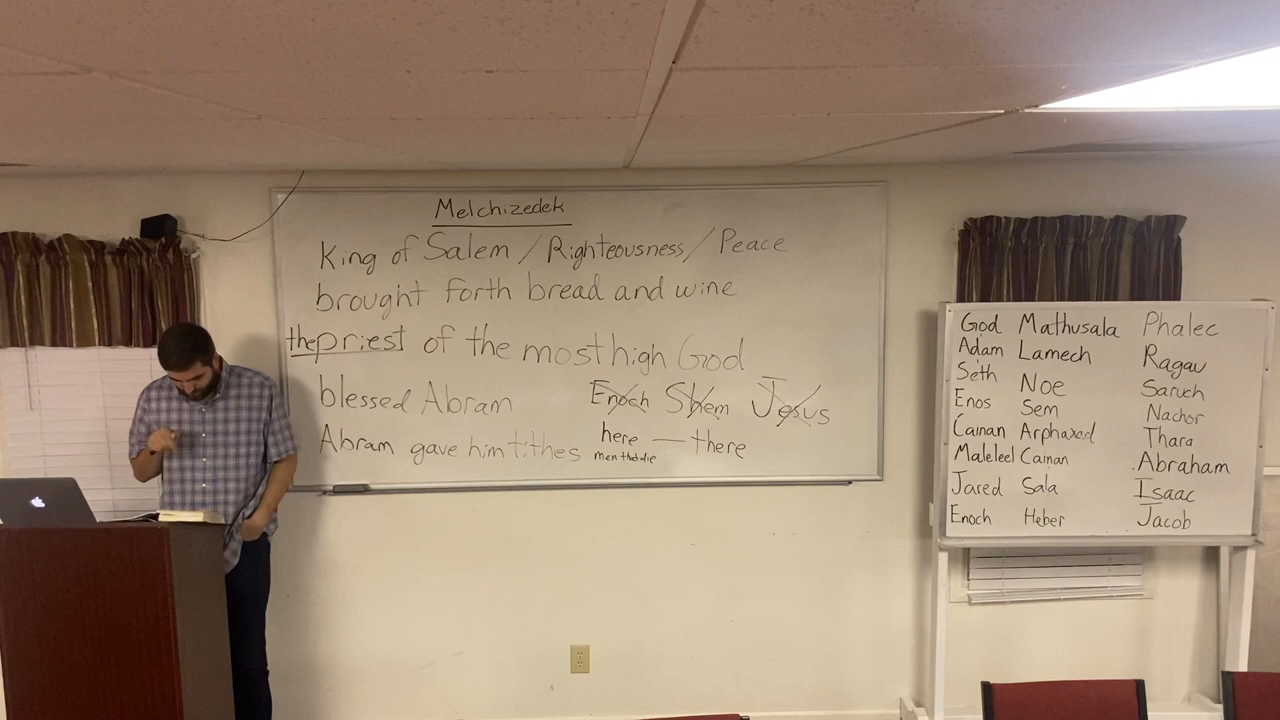 Melchizedek
King of Salem / Righteousness / Peace
brought forth bread and wine
the priest of the most high God
blessed Abram Enoch Shem Jesus
Abram gave him tithes here — there
men that die
God
Adam
Seth
Enos
Cainan
Maleleel
Jared
Enoch
Mathusala
Lamech
Noe
Sem
Arphaxad
Cainan
Sala
Heber
Phalec
Ragau
Saruch
Nachor
Thara
Abraham
Isaac
Jacob